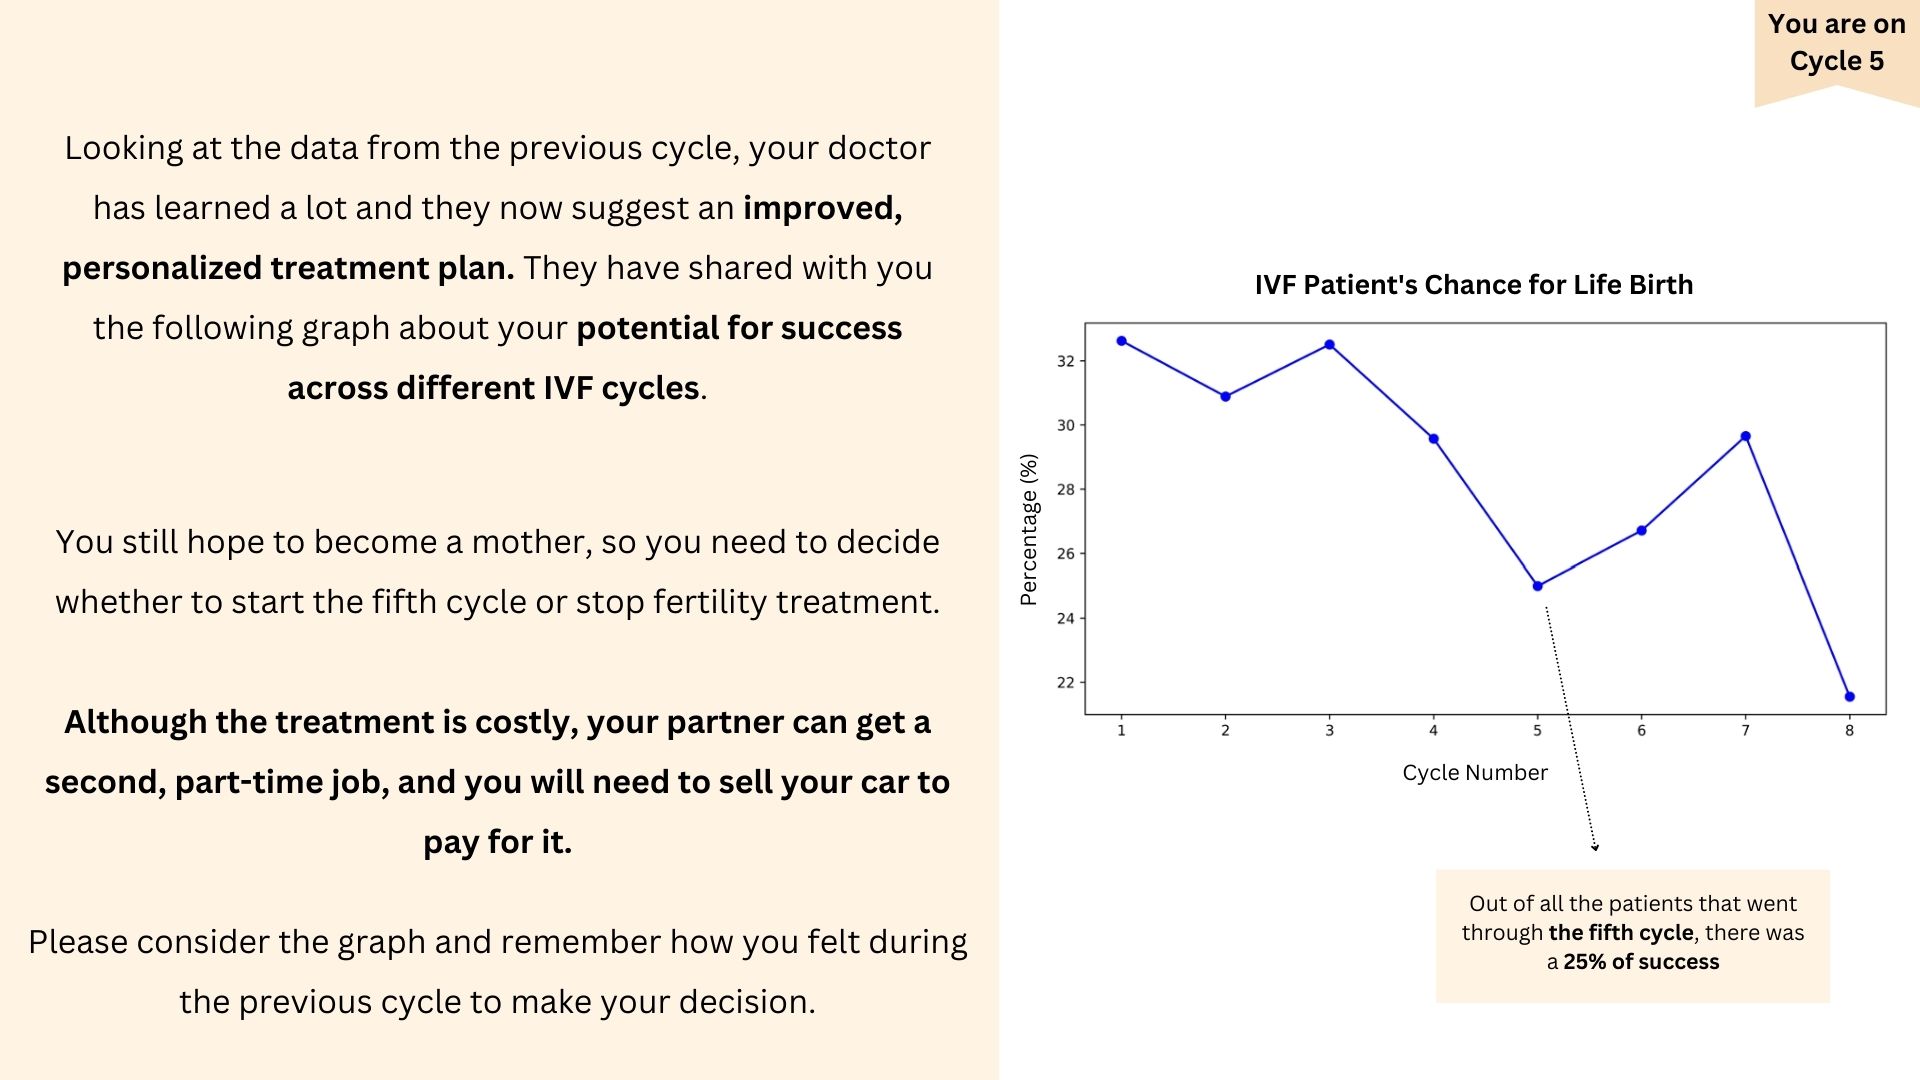 You are on
Cycle 5
Looking at the data from the previous cycle, your doctor
has learned a lot and they now suggest an improved,
personalized treatment plan. They have shared with you
the following graph about your potential for success
across different IVF cycles.
You still hope to become a mother, so you need to decide
whether to start the fifth cycle or stop fertility treatment.
Although the treatment is costly, your partner can get a
second, part-time job, and you will need to sell your car to
pay for it.
Please consider the graph and remember how you felt during
the previous cycle to make your decision.
IVF Patient's Chance for Life Birth
Percentage (%)
32
30
28
26
24
22
1 2 3 4 5 6 7 8
Cycle Number
Out of all the patients that went
through the fifth cycle, there was
a 25% of success